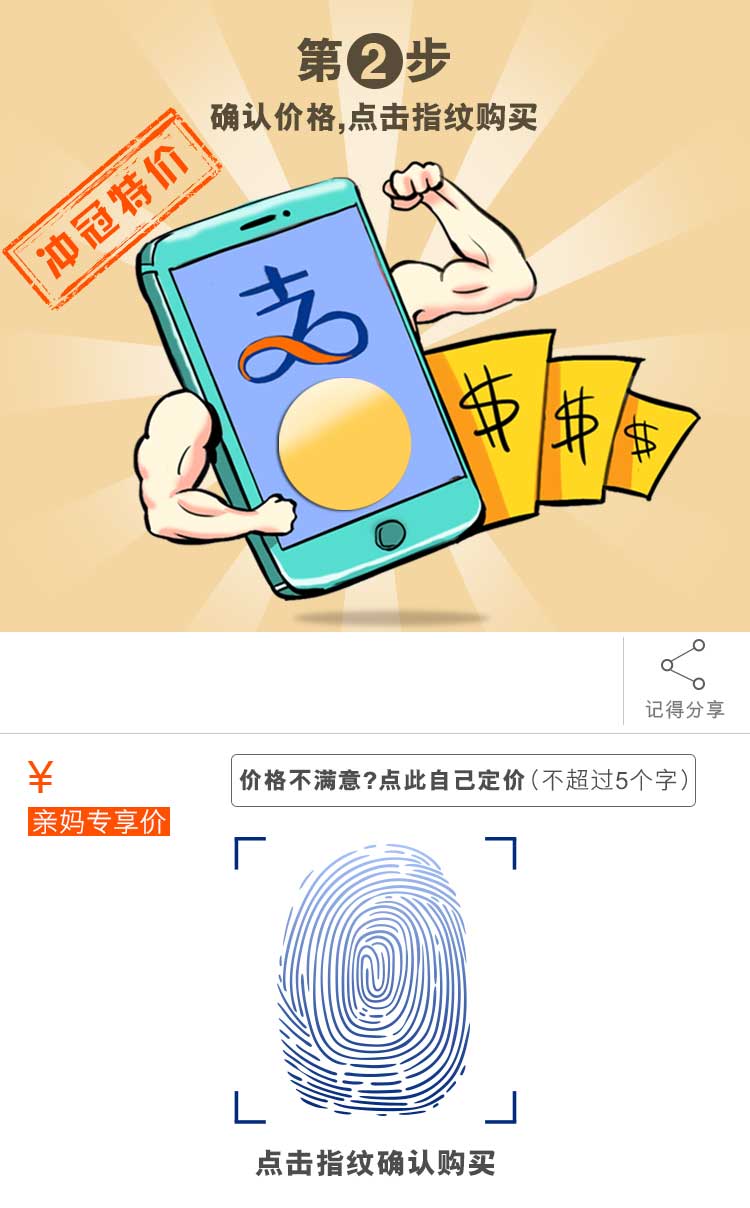 第2步
确认价格,点击指纹购买
冲冠特价
支
$
$
$
记得分享
¥
价格不满意?点此自己定价(不超过5个字)
亲妈专享价
点击指纹确认购买